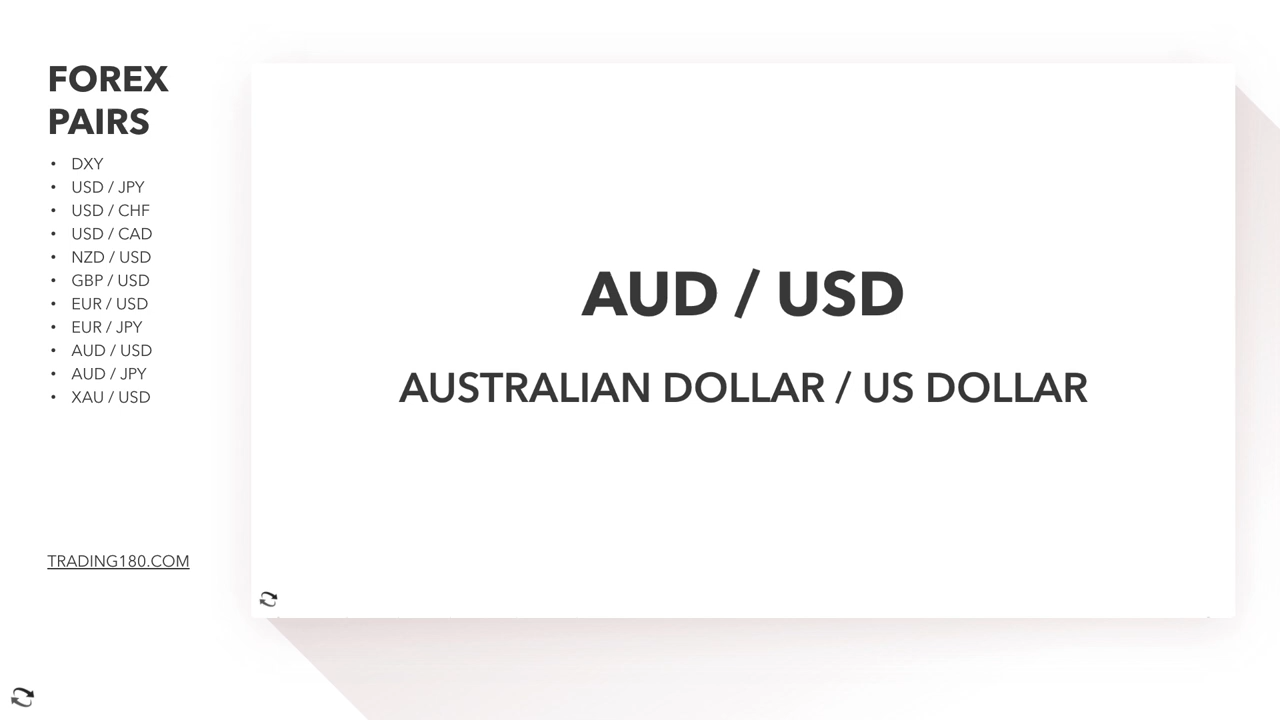 FOREX
PAIRS
• DXY
• USD / JPY
• USD / CHF
• USD / CAD
• NZD / USD
• GBP / USD
• EUR / USD
• EUR / JPY
• AUD / USD
• AUD / JPY
• XAU / USD
TRADING180.COM
AUD / USD
AUSTRALIAN DOLLAR / US DOLLAR